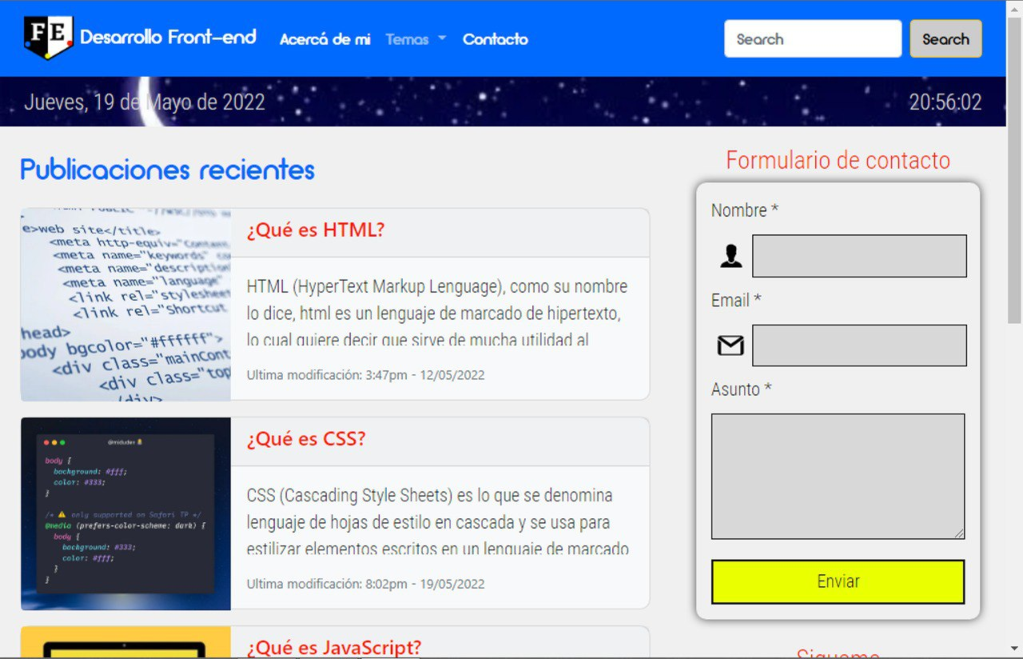 FE Desarrollo Front-end Acercá de mi Temas Contacto Search Search
Jueves, 19 de Mayo de 2022 20:56:02
Publicaciones recientes
e>web site</title>
<meta http-equiv="Content
<meta name="keywords"
<meta name="description
<meta name="language"
<link rel="stylesheet
<link rel="Shortcut
head>
ody bgcolor="#ffffff">
<div class="mainCont
<div class="top
</div>
¿Qué es HTML?
HTML (HyperText Markup Language), como su nombre
lo dice, html es un lenguaje de marcado de hipertexto,
lo cual quiere decir que sirve de mucha utilidad al
Ultima modificación: 3:47pm - 12/05/2022
@midudev
body {
background: #fff;
color: #333;
}
/* ⚠ only supported on Safari TP */
@media (prefers-color-scheme: dark) {
body {
background: #333;
color: #fff;
}
}
¿Qué es CSS?
CSS (Cascading Style Sheets) es lo que se denomina
lenguaje de hojas de estilo en cascada y se usa para
estilizar elementos escritos en un lenguaje de marcado
Ultima modificación: 8:02pm - 19/05/2022
¿Qué es JavaScript?
Formulario de contacto
Nombre *
Email *
Asunto *
Enviar
Sigueme